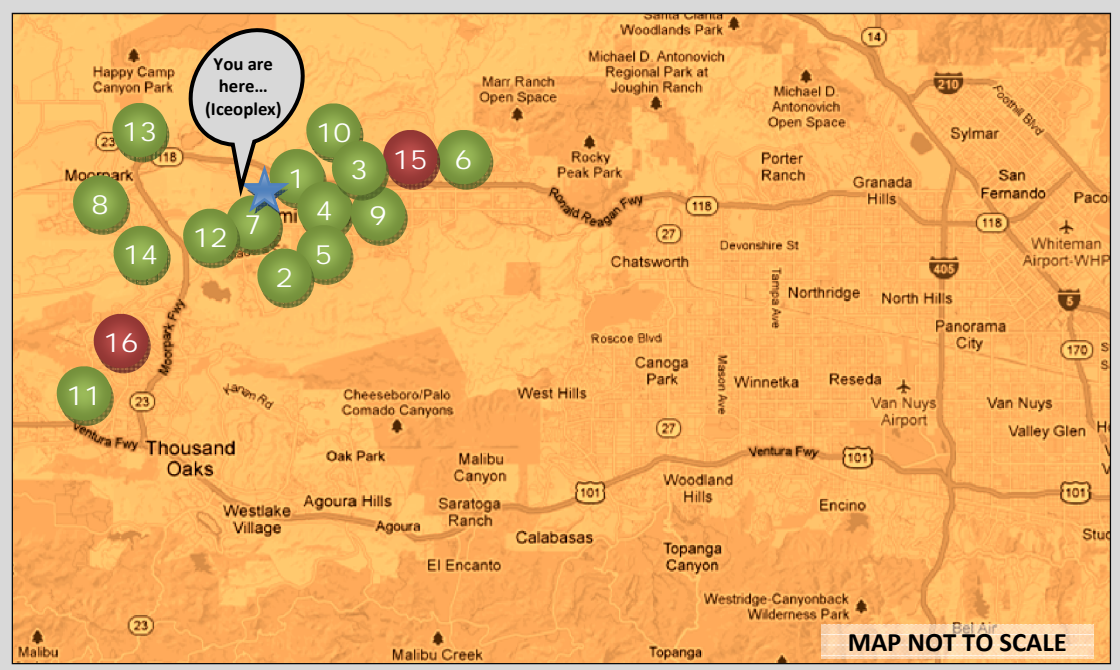 Santa Clarita
Woodlands Park
14
You are
here…
(Iceoplex)
Happy Camp
Canyon Park
Michael D. Antonovich
Regional Park at
Joughin Ranch
Marr Ranch
Open Space
Michael D.
Antonovich
Open Space
210
Foothill Blvd
Sylmar
13
10
23
118
15
6
3
1
Rocky
Peak Park
Porter
Ranch
Moorpark
Granada
Hills
San
Fernando
8
4
9
7
mi
12
Ronald Reagan Fwy
118
118
27
14
5
2
Devonshire St
Chatsworth
405
Whiteman
Airport-WHP
Tampa Ave
Northridge
North Hills
5
Moorpark Fwy
16
Roscoe Blvd
Panorama
City
170
Canoga
Park
Mason Ave
Winnetka
Reseda
11
23
Cheeseboro/Palo
Comado Canyons
West Hills
Van Nuys
Airport
Van Nuys
Ventura Fwy
27
Valley Glen
Thousand
Oaks
Oak Park
Malibu
Canyon
Ventura Fwy
101
Woodland
Hills
101
101
Westlake
Village
Agoura Hills
Saratoga
Ranch
Encino
Agoura
Calabasas
El Encanto
Topanga
Canyon
Westridge-Canyonback
Wilderness Park
23
Bel Air
MAP NOT TO SCALE
Malibu
Malibu Creek
Topanga